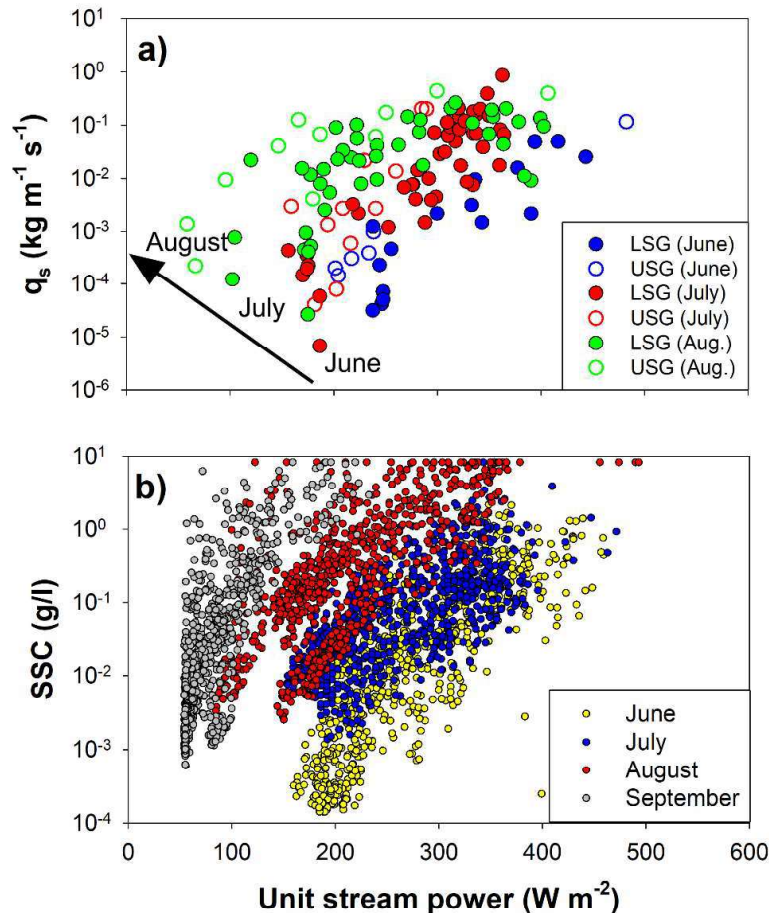 a)
10¹
10⁰
10⁻¹
10⁻²
10⁻³
10⁻⁴
10⁻⁵
10⁻⁶
qₛ (kg m⁻¹ s⁻¹)
August
July
June
LSG (June)
USG (June)
LSG (July)
USG (July)
LSG (Aug.)
USG (Aug.)
b)
10¹
10⁰
10⁻¹
10⁻²
10⁻³
10⁻⁴
SSC (g/l)
June
July
August
September
0 100 200 300 400 500 600
Unit stream power (W m⁻²)